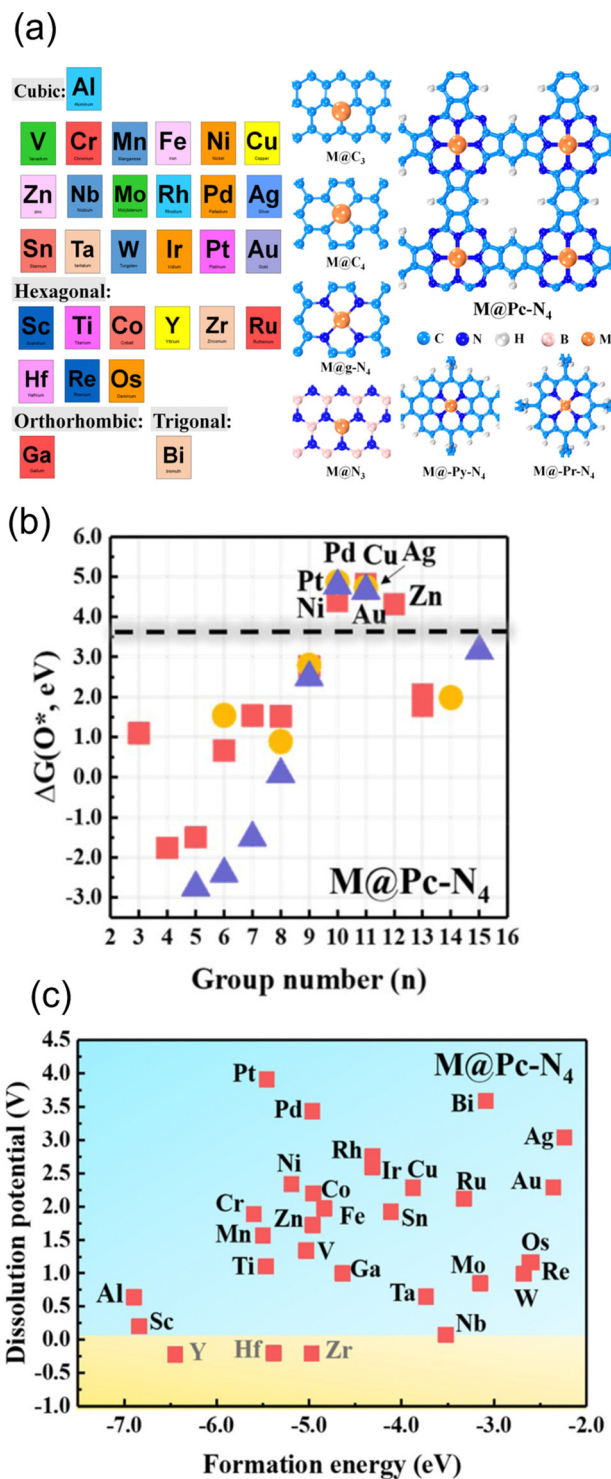 (a)
Cubic:
Al
Aluminum
V Cr Mn Fe Ni Cu
Vanadium Chromium Manganese Iron Nickel Copper
Zn Nb Mo Rh Pd Ag
zinc Niobium Molybdenum Rhodium Palladium Silver
Sn Ta W Ir Pt Au
Stannum tantalum Tungsten Iridium Platinum Gold
Hexagonal:
Sc Ti Co Y Zr Ru
Scandium Titanium Cobalt Yttrium Zirconium Ruthenium
Hf Re Os
Hafnium Rhenium Osmium
Orthorhombic: Trigonal:
Ga Bi
Gallium bismuth
M@C₃
M@C₄
M@g-N₄
M@N₃
M@Pc-N₄
C N H B M
M@-Py-N₄
M@-Pr-N₄
(b)
6.0
5.0
4.0
3.0
2.0
1.0
0.0
-1.0
-2.0
-3.0
ΔG(O*, eV)
Pd Cu Ag
Pt
Ni Au Zn
M@Pc-N₄
2 3 4 5 6 7 8 9 10 11 12 13 14 15 16
Group number (n)
(c)
4.5
4.0
3.5
3.0
2.5
2.0
1.5
1.0
0.5
0.0
-0.5
-1.0
Dissolution potential (V)
M@Pc-N₄
Pt
Pd
Bi
Rh
Ag
Ni
Ir Cu
Co
Ru
Au
Cr
Zn
Fe
Sn
Mn
V
Ti
Ga
Os
Mo
Re
W
Al
Ta
Sc
Nb
Y
Hf
Zr
-7.0 -6.0 -5.0 -4.0 -3.0 -2.0
Formation energy (eV)